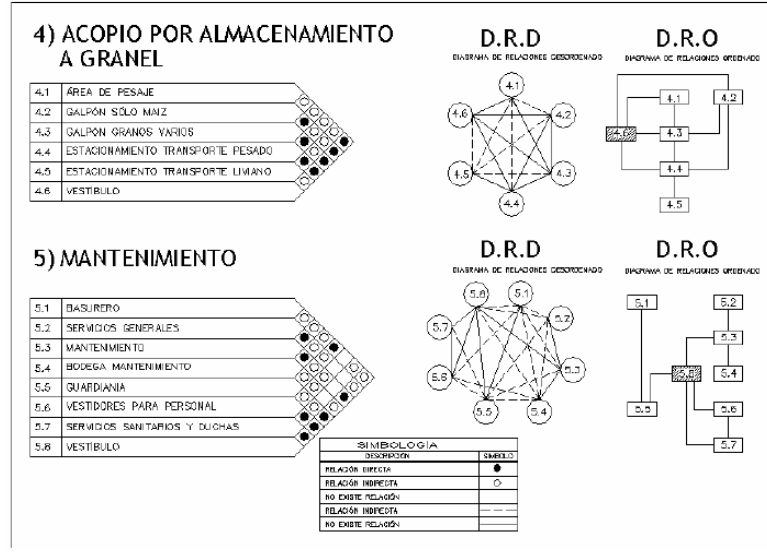 4) ACOPIO POR ALMACENAMIENTO
A GRANEL
4.1 ÁREA DE PESAJE
4.2 GALPÓN SÓLO MAIZ
4.3 GALPÓN GRANOS VARIOS
4.4 ESTACIONAMIENTO TRANSPORTE PESADO
4.5 ESTACIONAMIENTO TRANSPORTE LIVIANO
4.6 VESTÍBULO
D.R.D
DIAGRAMA DE RELACIONES DESORDENADO
4.1
4.6
4.2
4.5
4.3
4.4
D.R.O
DIAGRAMA DE RELACIONES ORDENADO
4.1
4.2
4.6
4.3
4.4
4.5
5) MANTENIMIENTO
5.1 BASURERO
5.2 SERVICIOS GENERALES
5.3 MANTENIMIENTO
5.4 BODEGA MANTENIMIENTO
5.5 GUARDIANIA
5.6 VESTIDORES PARA PERSONAL
5.7 SERVICIOS SANITARIOS Y DUCHAS
5.8 VESTÍBULO
D.R.D
DIAGRAMA DE RELACIONES DESORDENADO
5.8
5.1
5.7
5.2
5.6
5.3
5.5
5.4
D.R.O
DIAGRAMA DE RELACIONES ORDENADO
5.1
5.2
5.3
5.8
5.4
5.5
5.6
5.7
SIMBOLOGÍA
DESCRIPCIÓN SIMBOLO
RELACIÓN DIRECTA
RELACIÓN INDIRECTA
NO EXISTE RELACIÓN
RELACIÓN INDIRECTA
NO EXISTE RELACIÓN